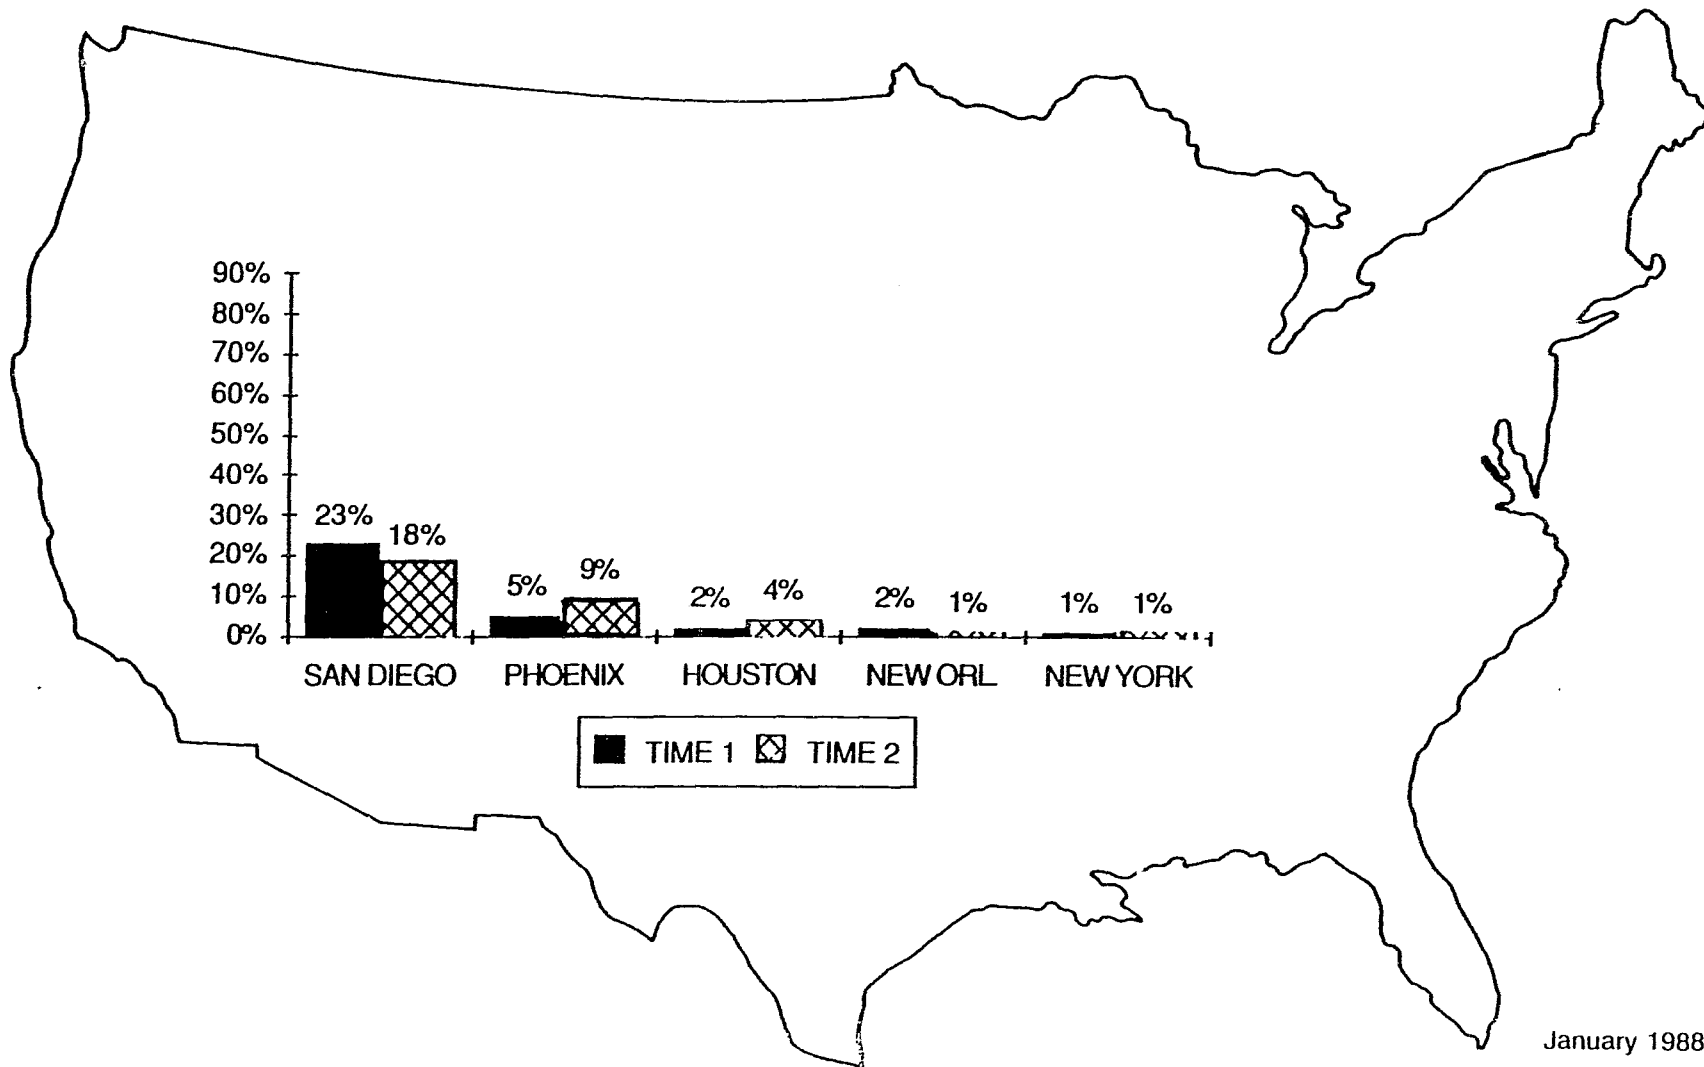 90%
80%
70%
60%
50%
40%
30%
20%
10%
0%
23%
18%
5%
9%
2%
4%
2%
1%
1%
1%
SAN DIEGO
PHOENIX
HOUSTON
NEW ORL
NEW YORK
TIME 1
TIME 2
January 1988